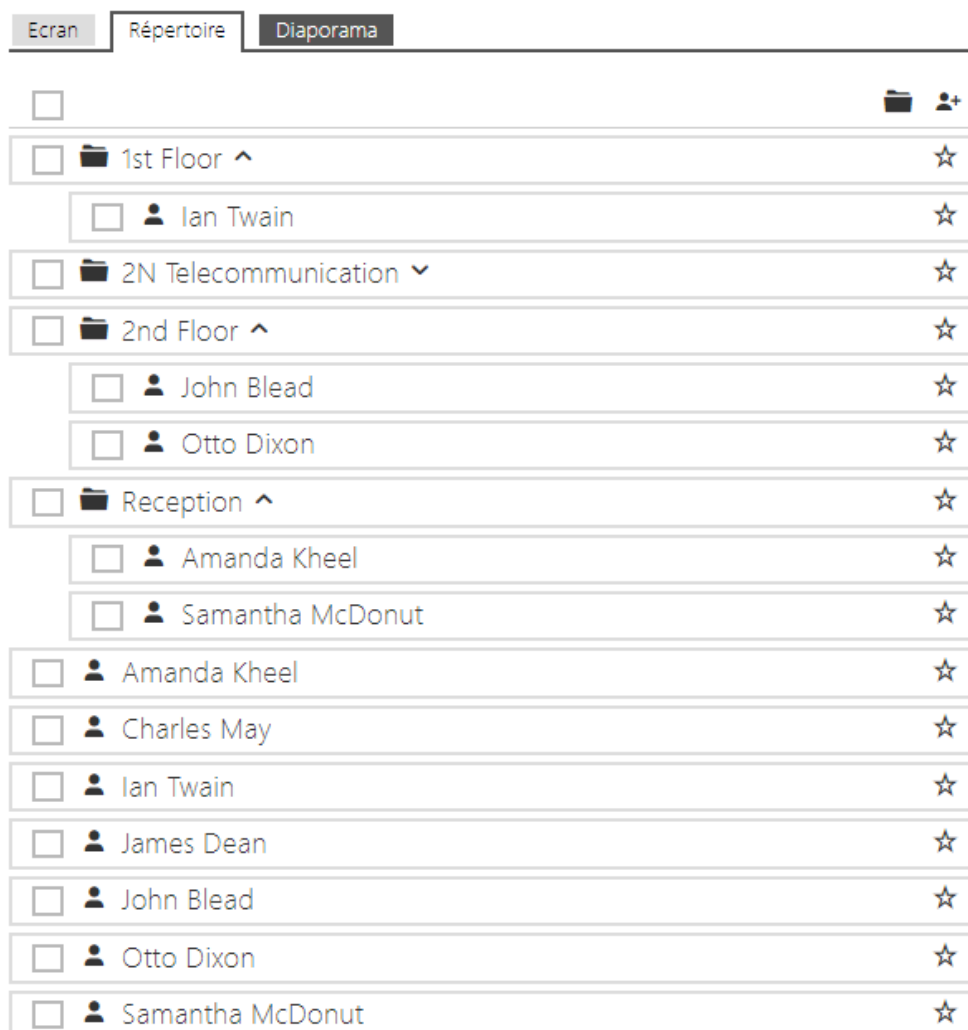 Ecran Répertoire Diaporama
1st Floor
Ian Twain
2N Telecommunication
2nd Floor
John Blead
Otto Dixon
Reception
Amanda Kheel
Samantha McDonut
Amanda Kheel
Charles May
Ian Twain
James Dean
John Blead
Otto Dixon
Samantha McDonut